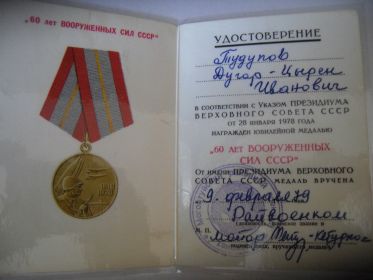 „60 лет ВООРУЖЕННЫХ СИЛ СССР"
УДОСТОВЕРЕНИЕ
Тудупов
Дугар-Цырен
Иванович
В СООТВЕТСТВИИ С УКАЗОМ ПРЕЗИДИУМА
ВЕРХОВНОГО СОВЕТА СССР
ОТ 28 ЯНВАРЯ 1978 ГОДА
НАГРАЖДЕН ЮБИЛЕЙНОЙ МЕДАЛЬЮ
„60 ЛЕТ ВООРУЖЕННЫХ
СИЛ СССР"
От имени ПРЕЗИДИУМА ВЕРХОВНОГО
СОВЕТА СССР МЕДАЛЬ ВРУЧЕНА
9 февраля 79
Райвоенком
М. П.
майор